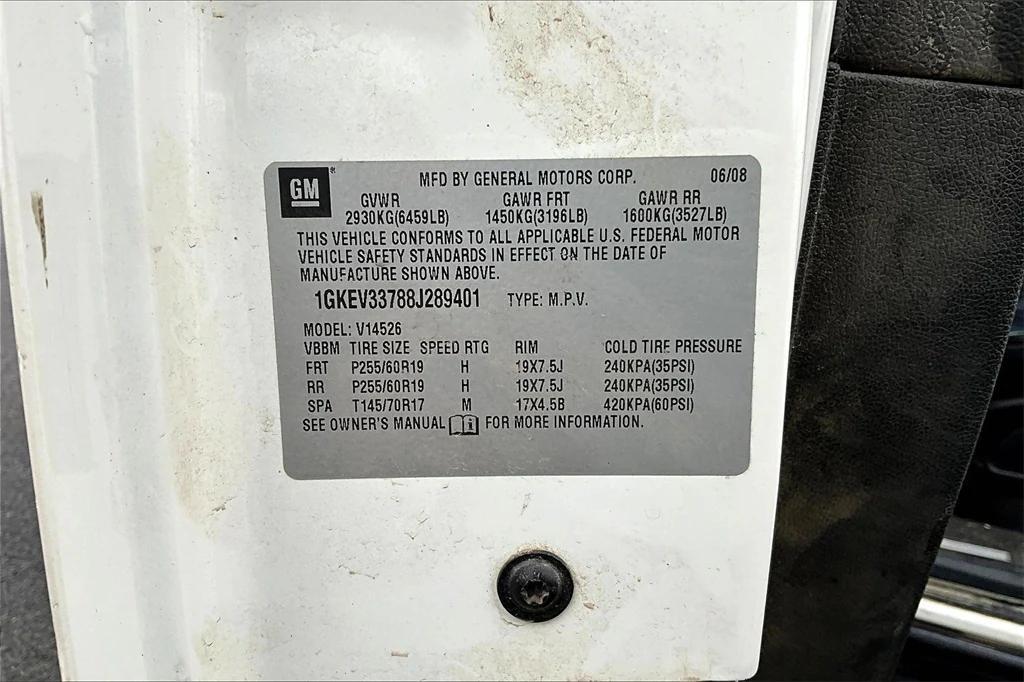 GM ® MFD BY GENERAL MOTORS CORP. 06/08
GVWR GAWR FRT GAWR RR
2930KG(6459LB) 1450KG(3196LB) 1600KG(3527LB)
THIS VEHICLE CONFORMS TO ALL APPLICABLE U.S. FEDERAL MOTOR
VEHICLE SAFETY STANDARDS IN EFFECT ON THE DATE OF
MANUFACTURE SHOWN ABOVE.
1GKEV33788J289401 TYPE: M.P.V.
MODEL: V14526
VBBM TIRE SIZE SPEED RTG RIM COLD TIRE PRESSURE
FRT P255/60R19 H 19X7.5J 240KPA(35PSI)
RR P255/60R19 H 19X7.5J 240KPA(35PSI)
SPA T145/70R17 M 17X4.5B 420KPA(60PSI)
SEE OWNER'S MANUAL i FOR MORE INFORMATION.